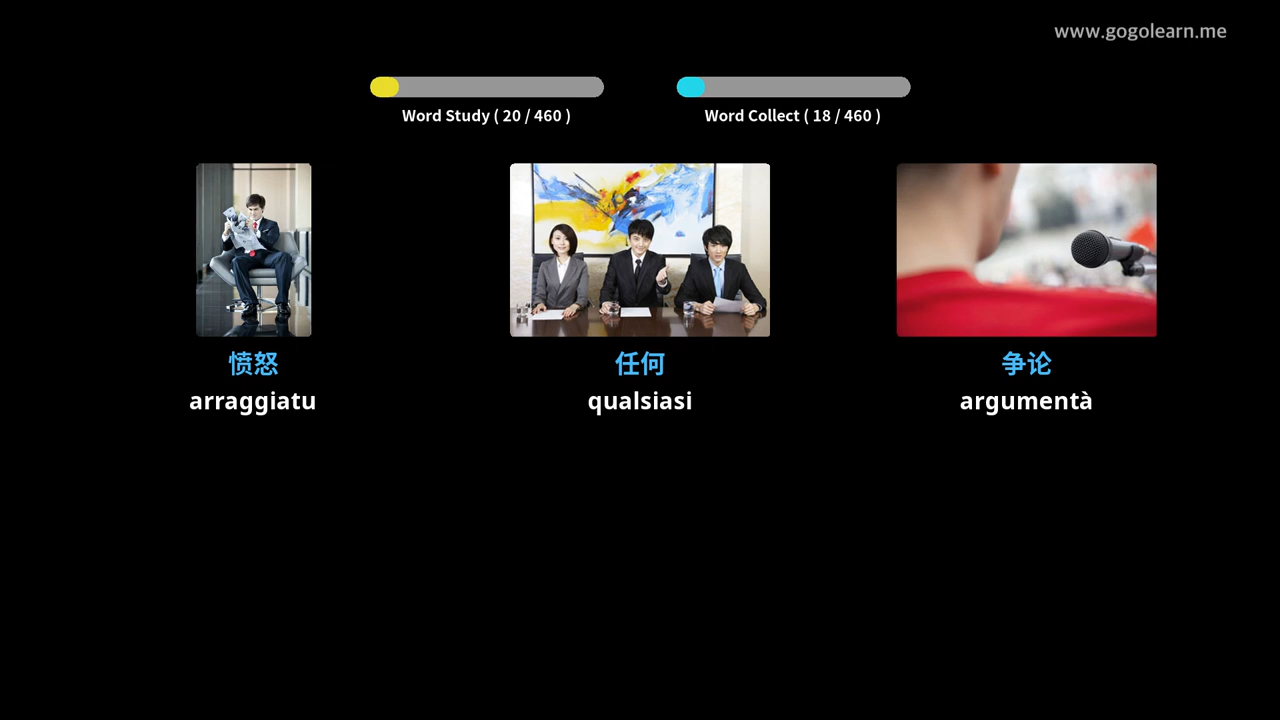 www.gogolearn.me
Word Study ( 20 / 460 )
Word Collect ( 18 / 460 )
愤怒
任何
争论
arraggiatu
qualsiasi
argumentà